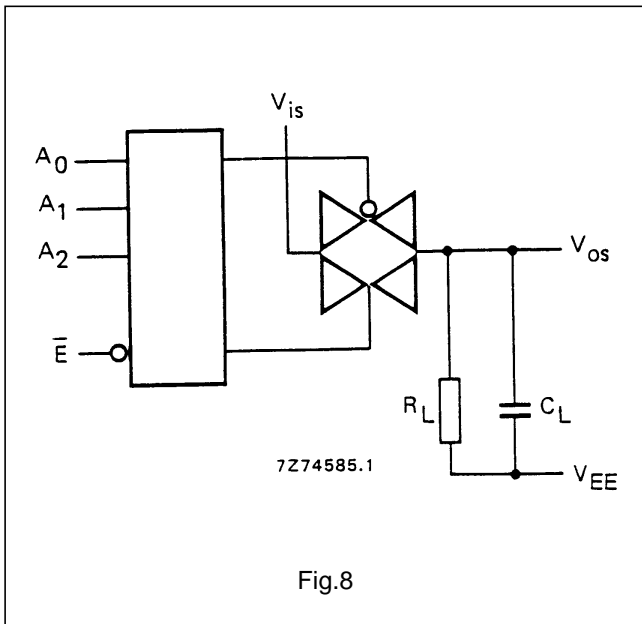 V_is
A_0
A_1
A_2
E̅
V_os
R_L
C_L
7Z74585.1
V_EE
Fig.8